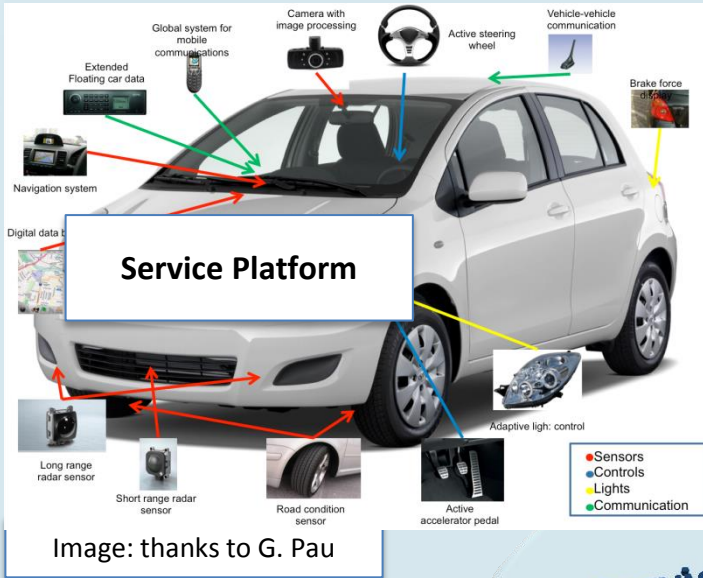 Camera with
image processing
Global system for
mobile
communications
Active steering
wheel
Vehicle-vehicle
communication
Extended
Floating car data
Brake force
display
Navigation system
Digital data
Service Platform
Adaptive ligh: control
Long range
radar sensor
Short range radar
sensor
Road condition
sensor
Active
accelerator pedal
Sensors
Controls
Lights
Communication
Image: thanks to G. Pau